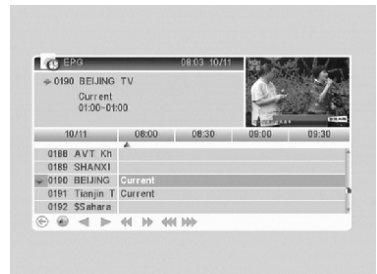 EPG 08:03 10/11
0190 BEIJING TV
Current
01:00-01:00
10/11 08:00 08:30 09:00 09:30
0188 AVT Kh
0189 SHANXI
0190 BEIJING Current
0191 Tianjin T Current
0192 $Sahara